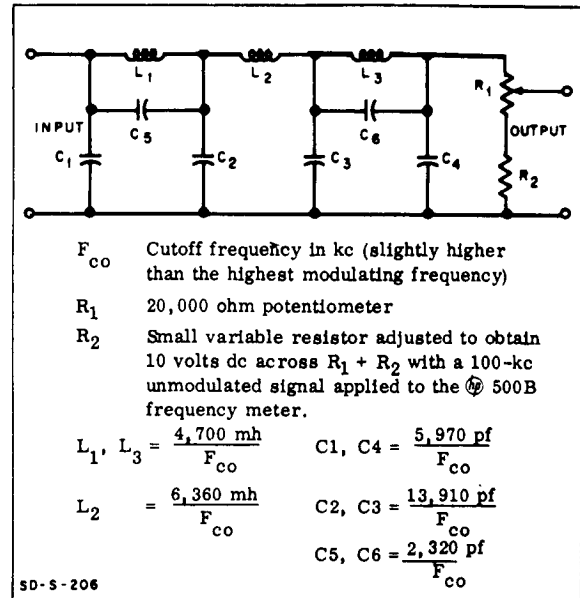 L1 L2 L3
R1
INPUT C5 C6 OUTPUT
C1 C2 C3 C4 R2
Fco Cutoff frequency in kc (slightly higher
than the highest modulating frequency)
R1 20,000 ohm potentiometer
R2 Small variable resistor adjusted to obtain
10 volts dc across R1 + R2 with a 100-kc
unmodulated signal applied to the hp 500B
frequency meter.
L1, L3 = 4,700 mh / Fco C1, C4 = 5,970 pf / Fco
L2 = 6,360 mh / Fco C2, C3 = 13,910 pf / Fco
C5, C6 = 2,320 pf / Fco
SD-S-206